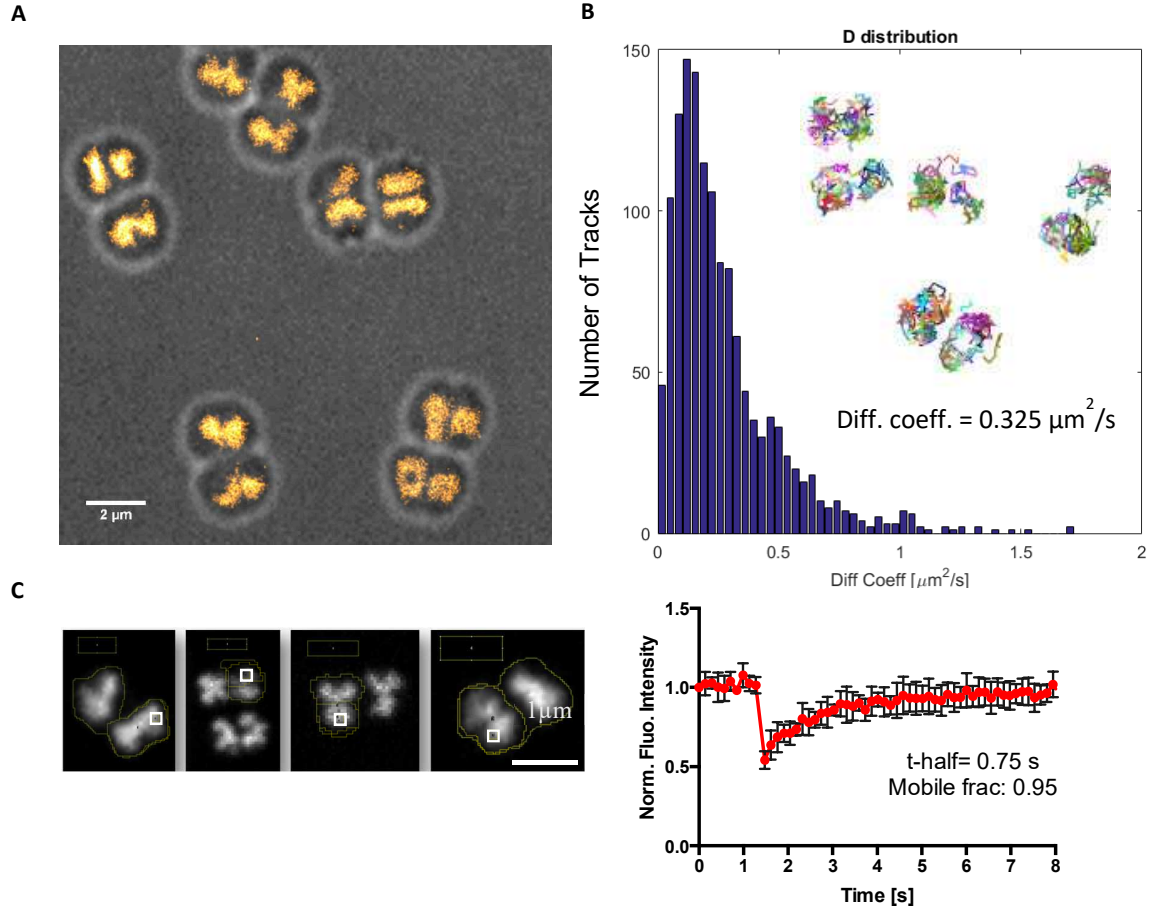 A
2 µm
B
D distribution
150
100
50
0
Number of Tracks
Diff. coeff. = 0.325 µm²/s
0 0.5 1 1.5 2
Diff Coeff [µm²/s]
C
1µm
1.5
1.0
0.5
0.0
Norm. Fluo. Intensity
t-half= 0.75 s
Mobile frac: 0.95
0 1 2 3 4 5 6 7 8
Time [s]